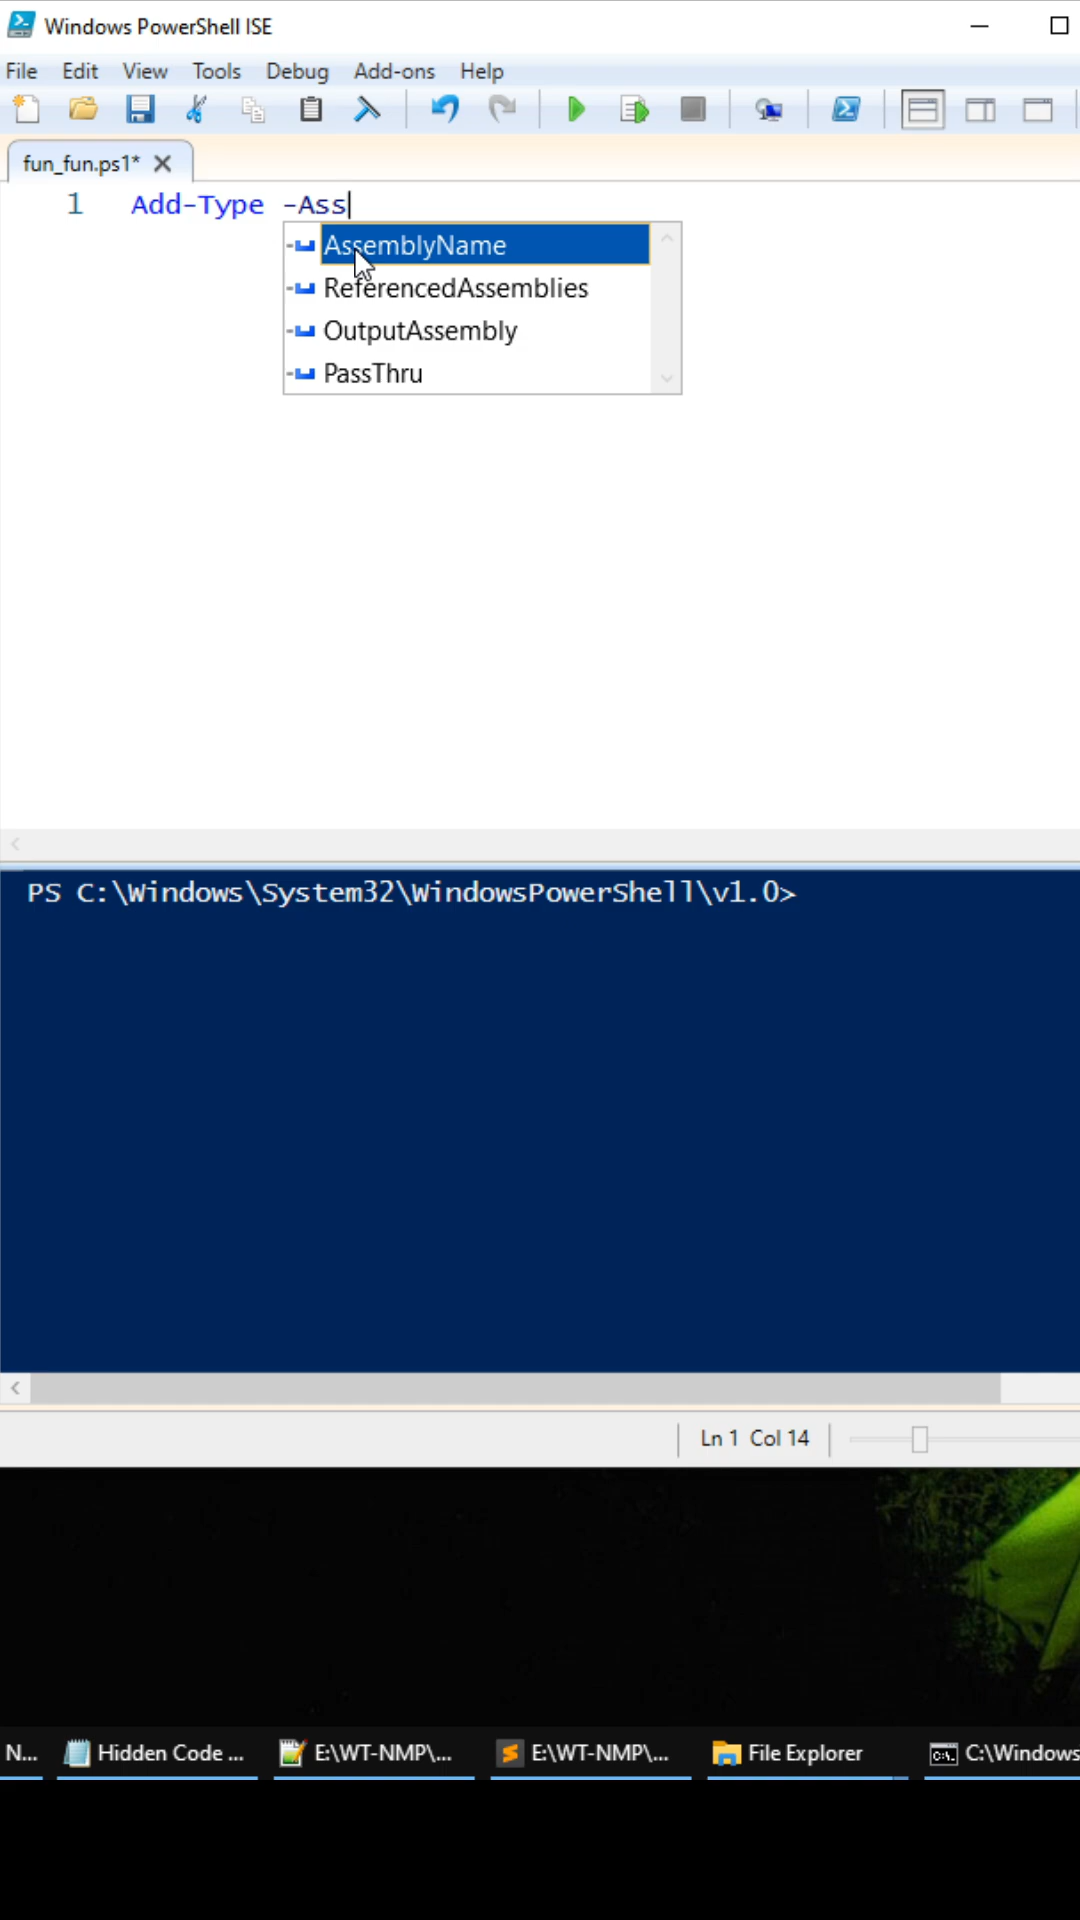 Windows PowerShell ISE
File Edit View Tools Debug Add-ons Help
fun_fun.ps1*
1 Add-Type -Ass
AssemblyName
ReferencedAssemblies
OutputAssembly
PassThru
PS C:\Windows\System32\WindowsPowerShell\v1.0>
Ln 1 Col 14
N... Hidden Code ... E:\WT-NMP\... E:\WT-NMP\... File Explorer C:\Windows